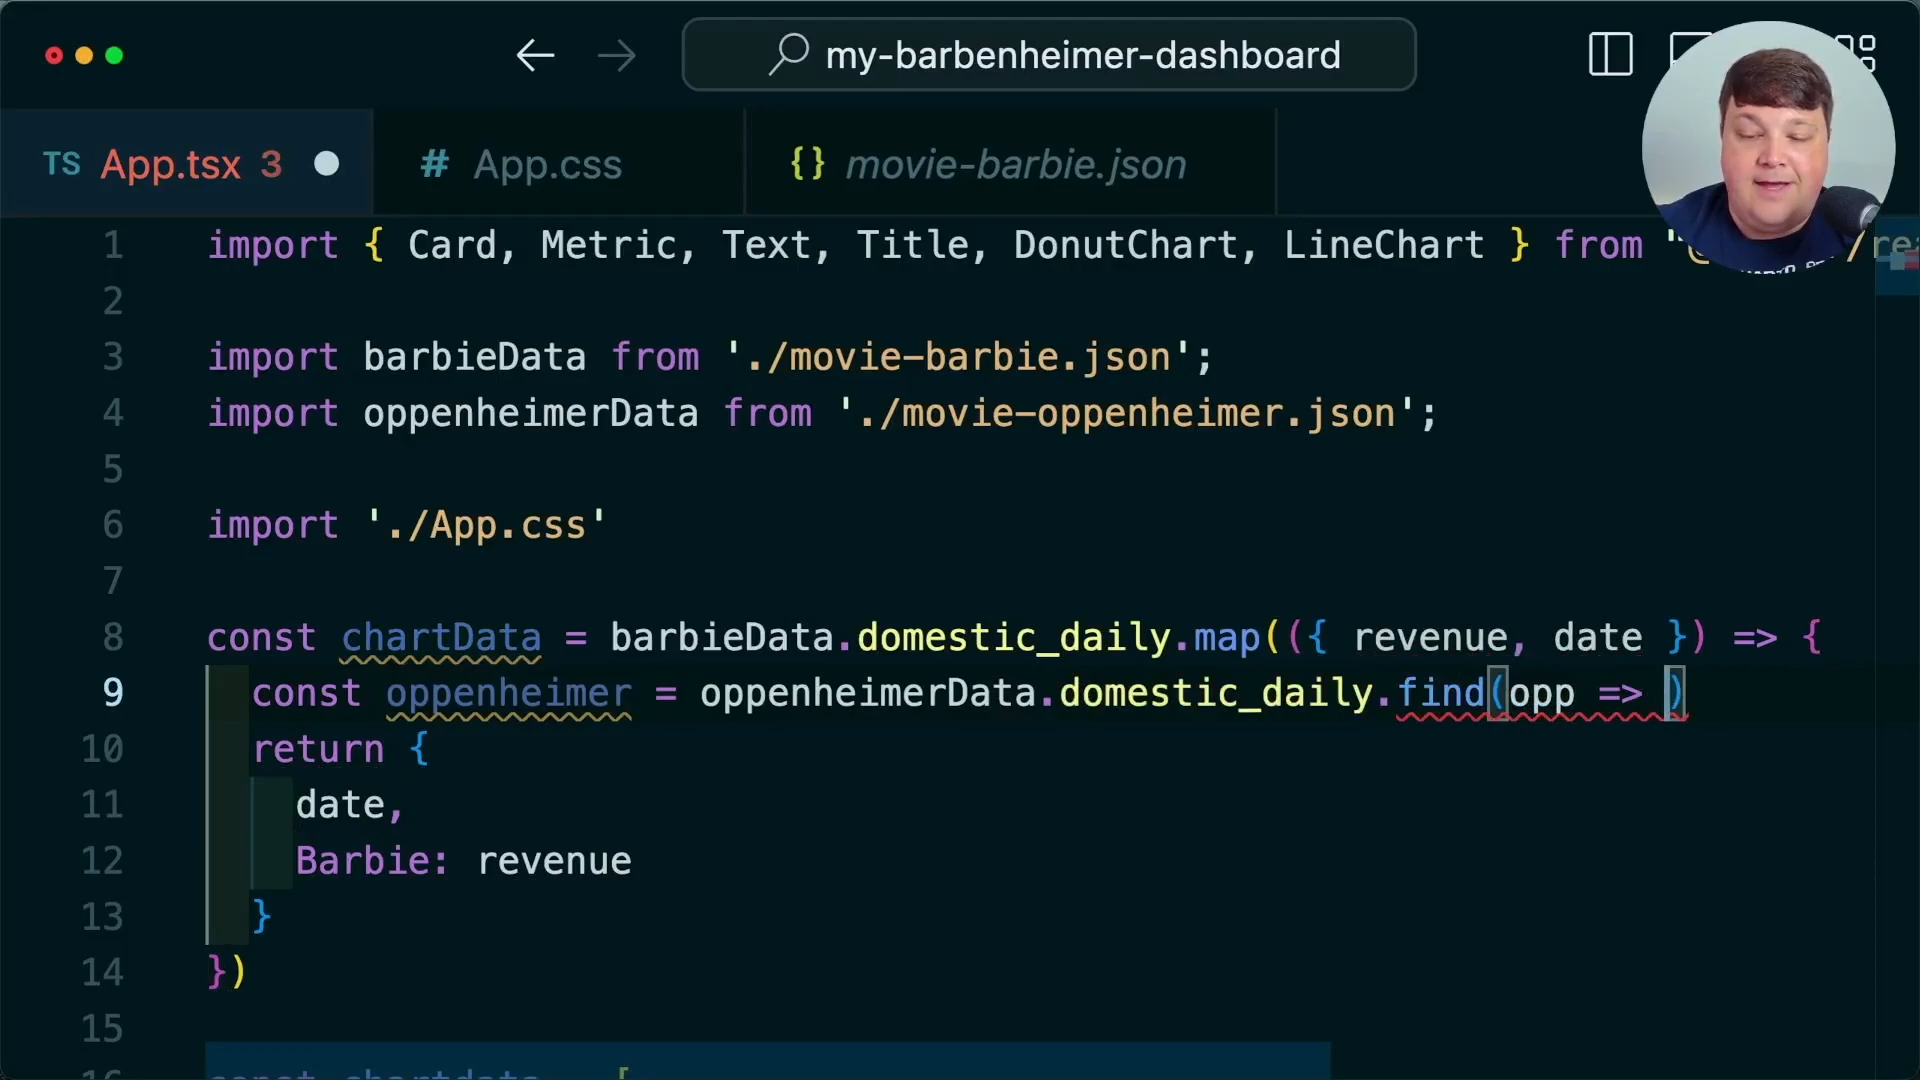 my-barbenheimer-dashboard
TS App.tsx 3
# App.css
{} movie-barbie.json
1 import { Card, Metric, Text, Title, DonutChart, LineChart } from "@
2
3 import barbieData from './movie-barbie.json';
4 import oppenheimerData from './movie-oppenheimer.json';
5
6 import './App.css'
7
8 const chartData = barbieData.domestic_daily.map(({ revenue, date }) => {
9 const oppenheimer = oppenheimerData.domestic_daily.find(opp => )
10 return {
11 date,
12 Barbie: revenue
13 }
14 })
15
16 const chartdata = [